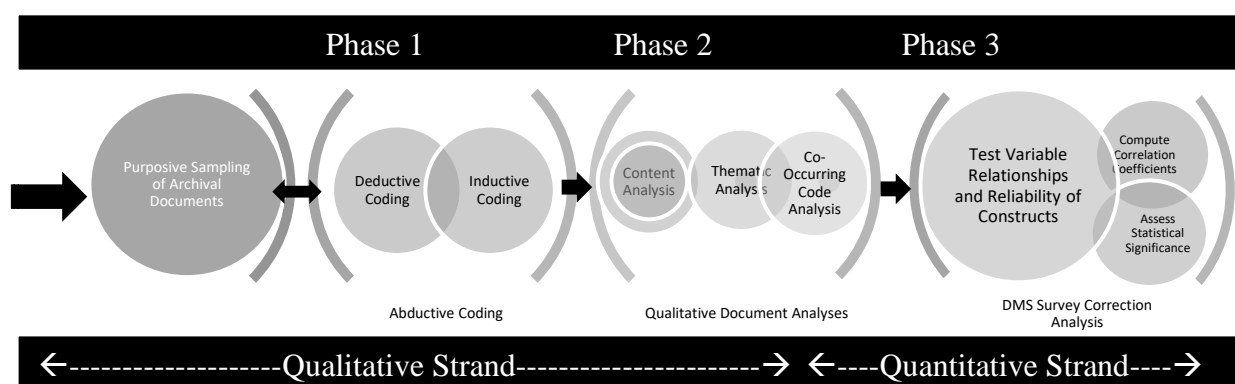 Phase 1
Phase 2
Phase 3
Purposive Sampling
of Archival
Documents
Deductive
Coding
Inductive
Coding
Abductive Coding
Content
Analysis
Thematic
Analysis
Co-
Occurring
Code
Analysis
Qualitative Document Analyses
Test Variable
Relationships
and Reliability of
Constructs
Compute
Correlation
Coefficients
Assess
Statistical
Significance
DMS Survey Correction
Analysis
←-----------------------Qualitative Strand------------------------→
←----Quantitative Strand----→